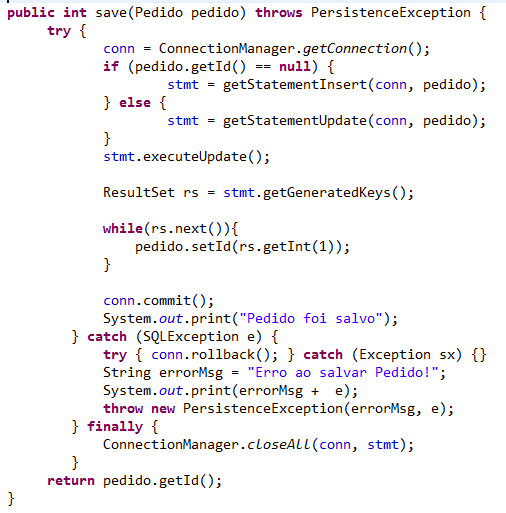 public int save(Pedido pedido) throws PersistenceException {
try {
conn = ConnectionManager.getConnection();
if (pedido.getId() == null) {
stmt = getStatementInsert(conn, pedido);
} else {
stmt = getStatementUpdate(conn, pedido);
}
stmt.executeUpdate();
ResultSet rs = stmt.getGeneratedKeys();
while(rs.next()){
pedido.setId(rs.getInt(1));
}
conn.commit();
System.out.print("Pedido foi salvo");
} catch (SQLException e) {
try { conn.rollback(); } catch (Exception sx) {}
String errorMsg = "Erro ao salvar Pedido!";
System.out.print(errorMsg +  e);
throw new PersistenceException(errorMsg, e);
} finally {
ConnectionManager.closeAll(conn, stmt);
}
return pedido.getId();
}